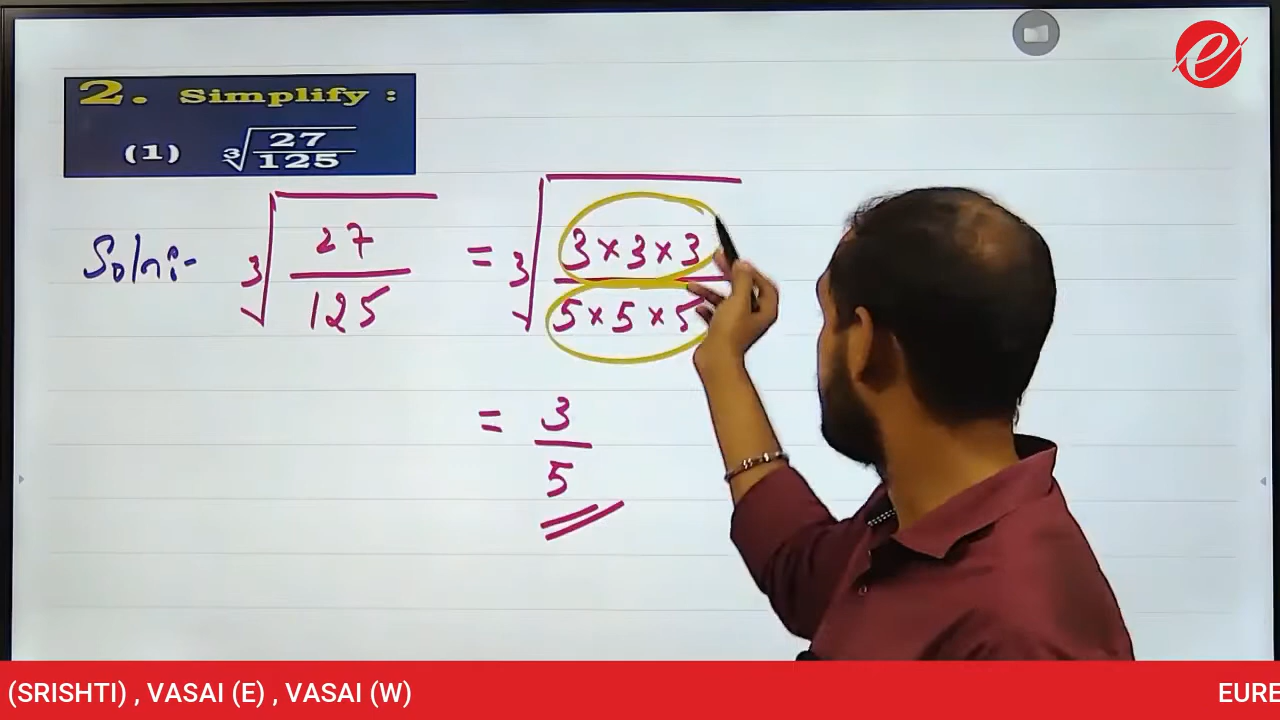 2. Simplify :
(1) ∛(27/125)
Soln:- ∛(27/125) = ∛((3×3×3)/(5×5×5))
= 3/5
e
(SRISHTI) , VASAI (E) , VASAI (W) EURE